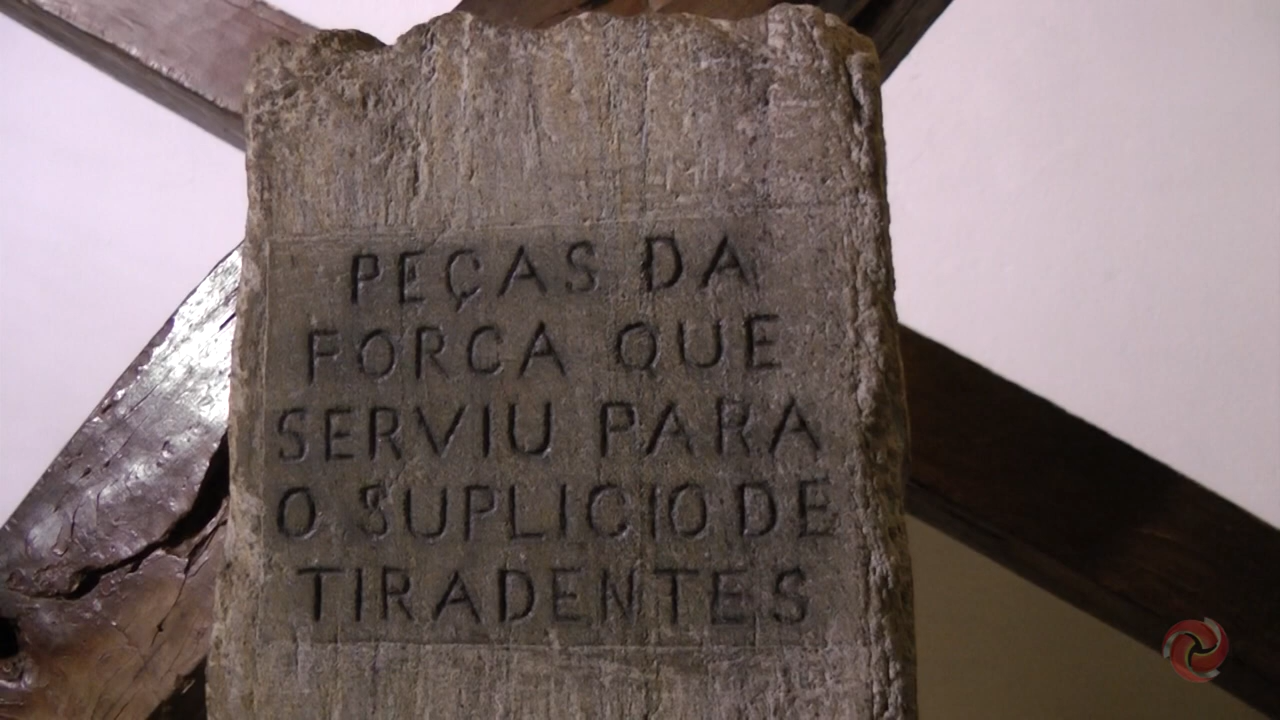 PEÇAS DA
FORCA QUE
SERVIU PARA
O SUPLICIO DE
TIRADENTES